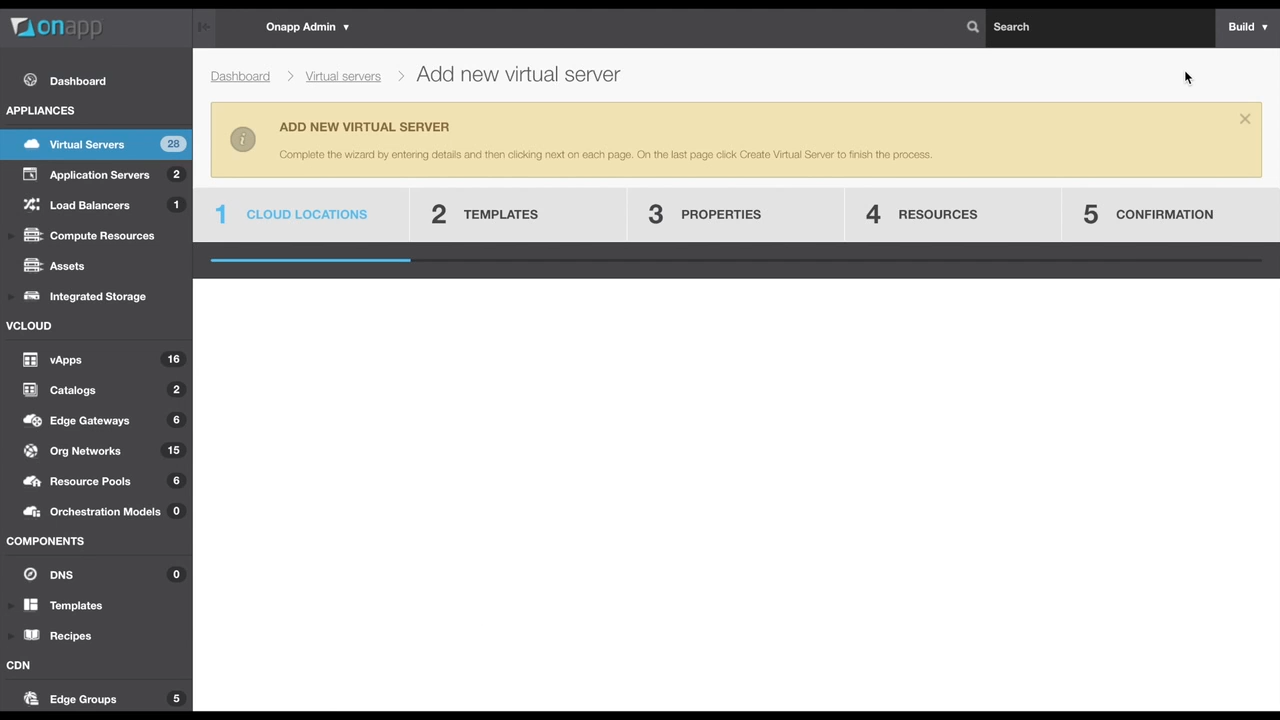 onapp
Onapp Admin ▼
Search
Build ▼
Dashboard
APPLIANCES
Virtual Servers 28
Application Servers 2
Load Balancers 1
Compute Resources
Assets
Integrated Storage
VCLOUD
vApps 16
Catalogs 2
Edge Gateways 6
Org Networks 15
Resource Pools 6
Orchestration Models 0
COMPONENTS
DNS 0
Templates
Recipes
CDN
Edge Groups 5
Dashboard > Virtual servers > Add new virtual server
ADD NEW VIRTUAL SERVER
Complete the wizard by entering details and then clicking next on each page. On the last page click Create Virtual Server to finish the process.
1 CLOUD LOCATIONS
2 TEMPLATES
3 PROPERTIES
4 RESOURCES
5 CONFIRMATION